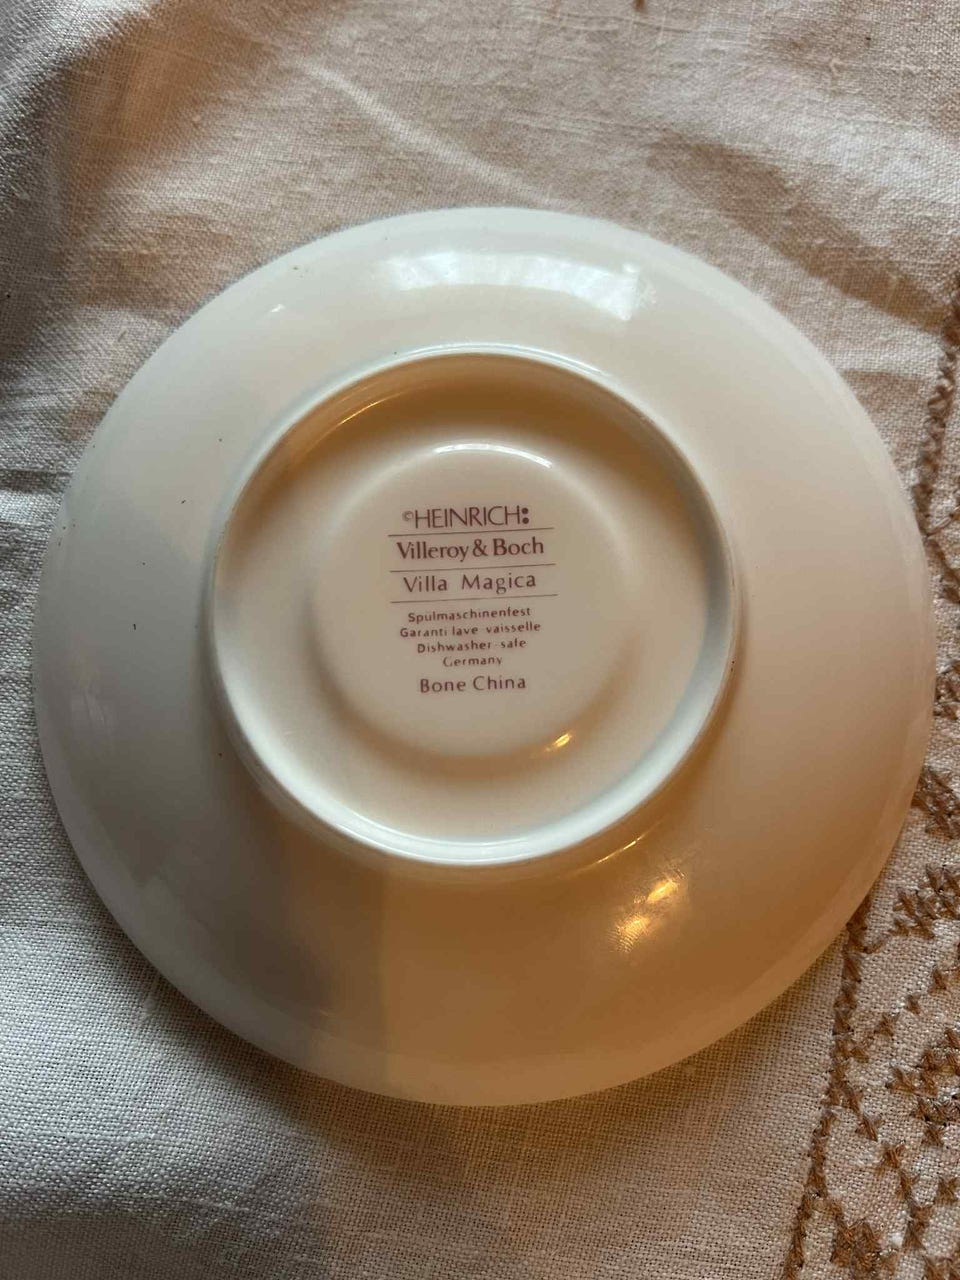 ©HEINRICH:
Villeroy & Boch
Villa Magica
Spülmaschinenfest
Garanti lave-vaisselle
Dishwasher-safe
Germany
Bone China